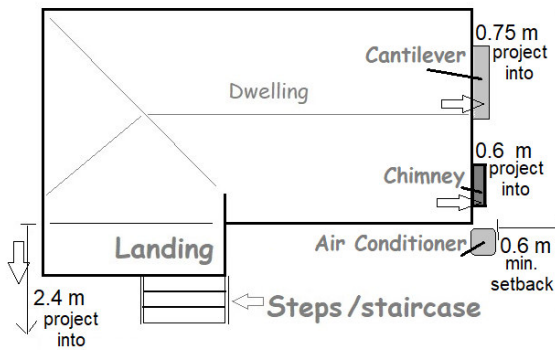 0.75 m
project
into
Cantilever
Dwelling
0.6 m
project
into
Chimney
Landing
Air Conditioner
0.6 m
min.
setback
2.4 m
project
into
Steps/staircase